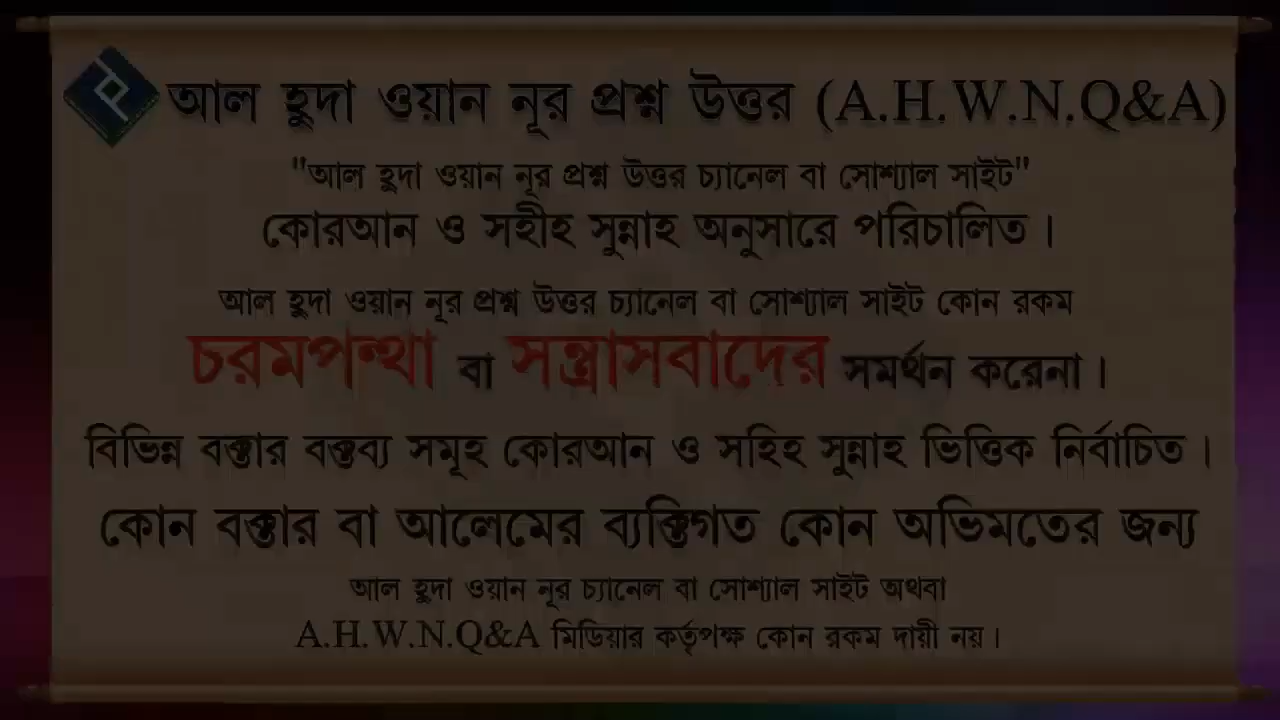 আল হুদা ওয়ান নূর প্রশ্ন উত্তর (A.H.W.N.Q&A)
"আল হুদা ওয়ান নূর প্রশ্ন উত্তর চ্যানেল বা সোশ্যাল সাইট"
কোরআন ও সহীহ সুন্নাহ অনুসারে পরিচালিত।
আল হুদা ওয়ান নূর প্রশ্ন উত্তর চ্যানেল বা সোশ্যাল সাইট কোন রকম
চরমপন্থা বা সন্ত্রাসবাদের সমর্থন করেনা।
বিভিন্ন বক্তার বক্তব্য সমূহ কোরআন ও সহিহ সুন্নাহ ভিত্তিক নির্বাচিত।
কোন বক্তার বা আলেমের ব্যক্তিগত কোন অভিমতের জন্য
আল হুদা ওয়ান নূর চ্যানেল বা সোশ্যাল সাইট অথবা
A.H.W.N.Q&A মিডিয়ার কর্তৃপক্ষ কোন রকম দায়ী নয়।